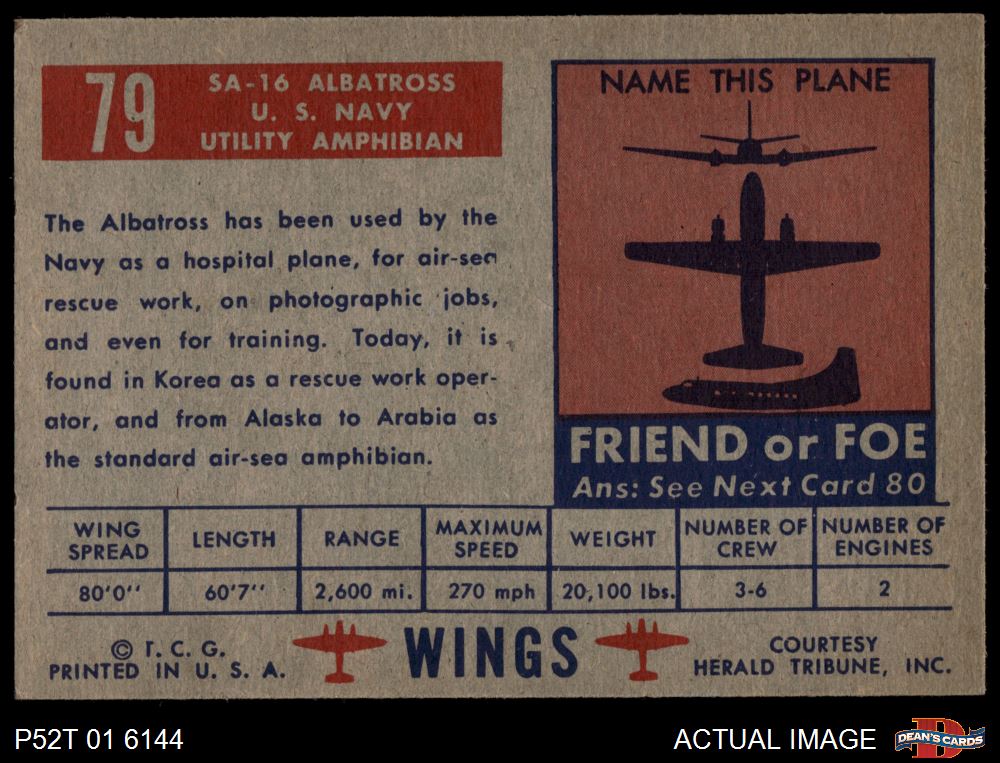 79
SA-16 ALBATROSS
U. S. NAVY
UTILITY AMPHIBIAN
The Albatross has been used by the
Navy as a hospital plane, for air-sea
rescue work, on photographic jobs,
and even for training. Today, it is
found in Korea as a rescue work oper-
ator, and from Alaska to Arabia as
the standard air-sea amphibian.
NAME THIS PLANE
FRIEND or FOE
Ans: See Next Card 80
WING SPREAD LENGTH RANGE MAXIMUM SPEED WEIGHT NUMBER OF CREW NUMBER OF ENGINES
80'0'' 60'7'' 2,600 mi. 270 mph 20,100 lbs. 3-6 2
© T. C. G.
PRINTED IN U. S. A.
WINGS
COURTESY
HERALD TRIBUNE, INC.
P52T 01 6144
ACTUAL IMAGE
DEAN'S CARDS